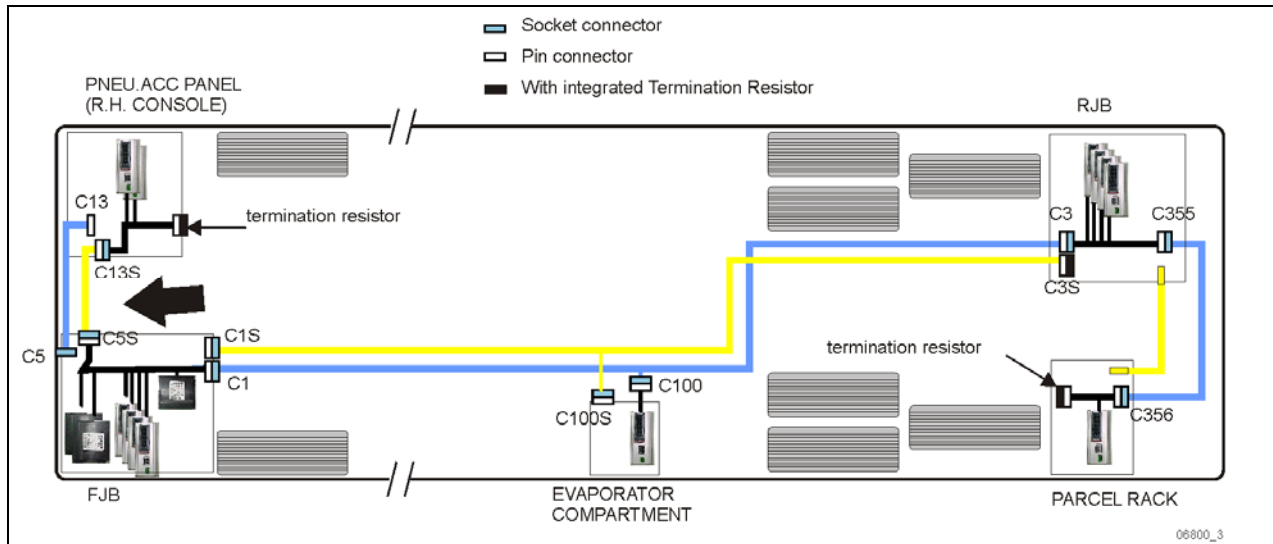 Socket connector
Pin connector
With integrated Termination Resistor
PNEU.ACC PANEL
(R.H. CONSOLE)
RJB
C13
termination resistor
C3
C355
C13S
C3S
C5S
C1S
C5
termination resistor
C1
C100
C100S
C356
FJB
EVAPORATOR
COMPARTMENT
PARCEL RACK
06800_3